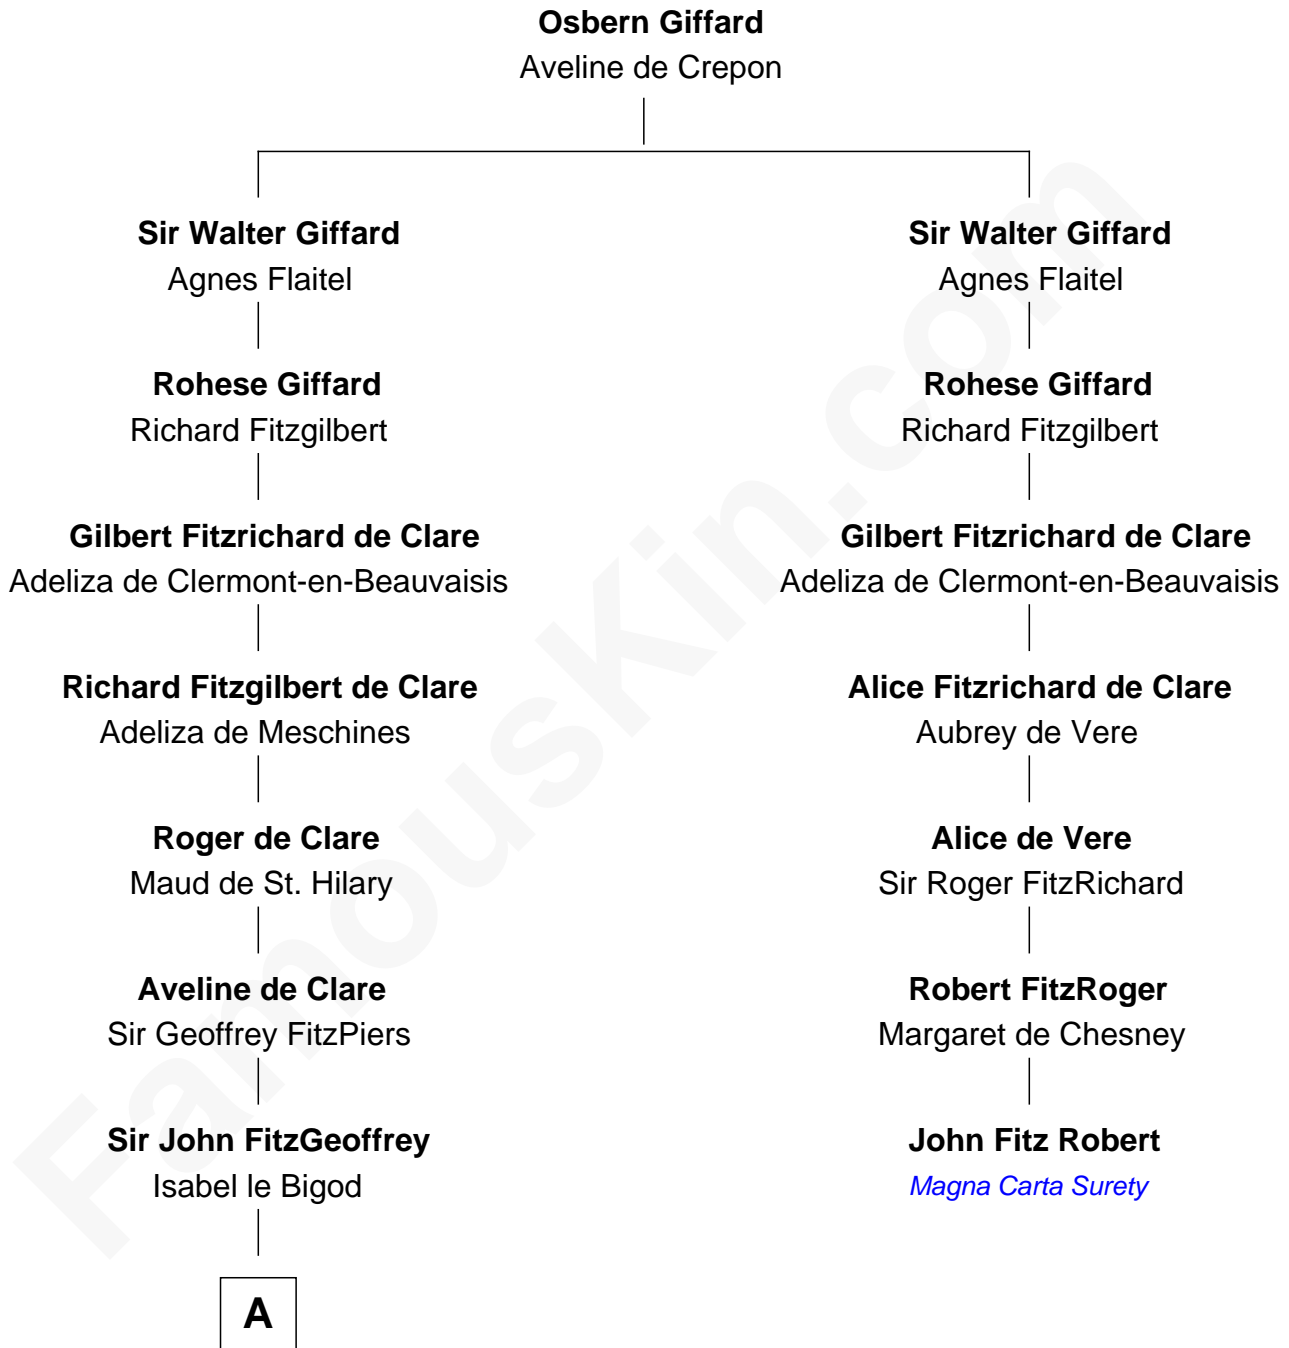 Osbern Giffard
Aveline de Crepon
Sir Walter Giffard
Agnes Flaitel
Rohese Giffard
Richard Fitzgilbert
Gilbert Fitzrichard de Clare
Adeliza de Clermont-en-Beauvaisis
Richard Fitzgilbert de Clare
Adeliza de Meschines
Roger de Clare
Maud de St. Hilary
Aveline de Clare
Sir Geoffrey FitzPiers
Sir John FitzGeoffrey
Isabel le Bigod
A
Sir Walter Giffard
Agnes Flaitel
Rohese Giffard
Richard Fitzgilbert
Gilbert Fitzrichard de Clare
Adeliza de Clermont-en-Beauvaisis
Alice Fitzrichard de Clare
Aubrey de Vere
Alice de Vere
Sir Roger FitzRichard
Robert FitzRoger
Margaret de Chesney
John Fitz Robert
Magna Carta Surety
FamousKin.com